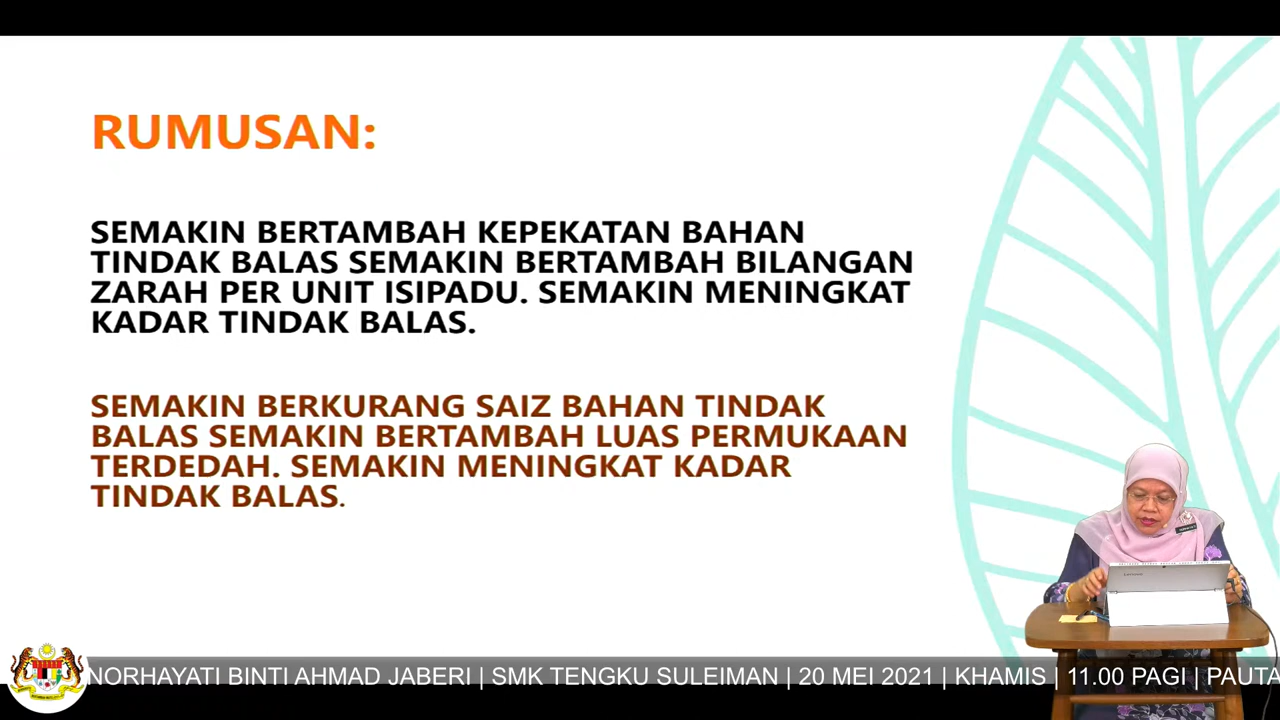 RUMUSAN:
SEMAKIN BERTAMBAH KEPEKATAN BAHAN
TINDAK BALAS SEMAKIN BERTAMBAH BILANGAN
ZARAH PER UNIT ISIPADU. SEMAKIN MENINGKAT
KADAR TINDAK BALAS.
SEMAKIN BERKURANG SAIZ BAHAN TINDAK
BALAS SEMAKIN BERTAMBAH LUAS PERMUKAAN
TERDEDAH. SEMAKIN MENINGKAT KADAR
TINDAK BALAS.
NORHAYATI BINTI AHMAD JABERI | SMK TENGKU SULEIMAN | 20 MEI 2021 | KHAMIS | 11.00 PAGI | PAUTA